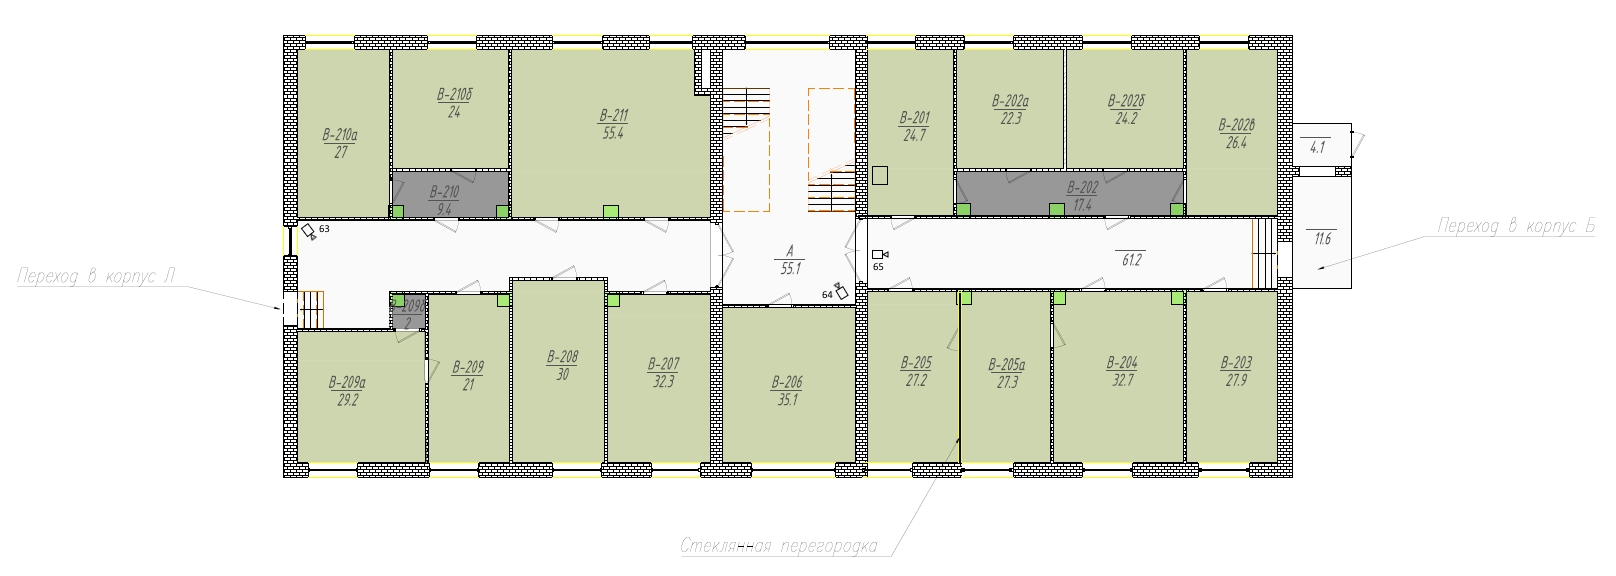 В-210а
27
В-210б
24
В-211
55.4
В-201
24.7
В-202а
22.3
В-202б
24.2
В-202в
26.4
4.1
В-210
9.4
В-202
17.4
63
А
55.1
65
64
61.2
11.6
Переход в корпус Б
Переход в корпус Л
В-209б
2
В-209а
29.2
В-209
21
В-208
30
В-207
32.3
В-206
35.1
В-205
27.2
В-205а
27.3
В-204
32.7
В-203
27.9
Стеклянная перегородка